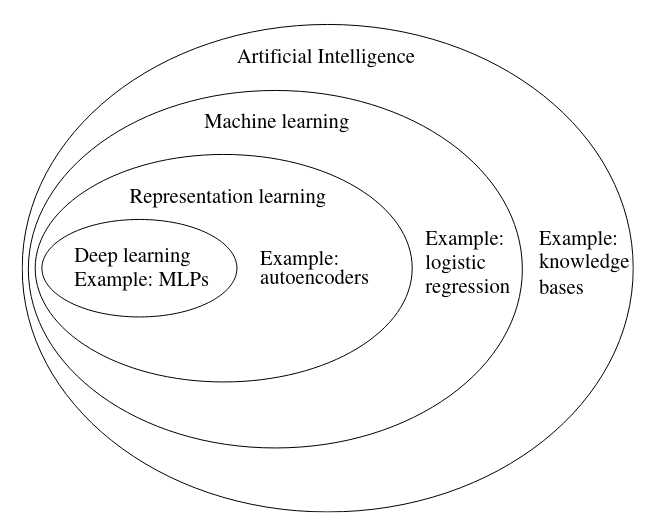 Artificial Intelligence
Machine learning
Representation learning
Deep learning
Example: MLPs
Example:
autoencoders
Example:
logistic
regression
Example:
knowledge
bases